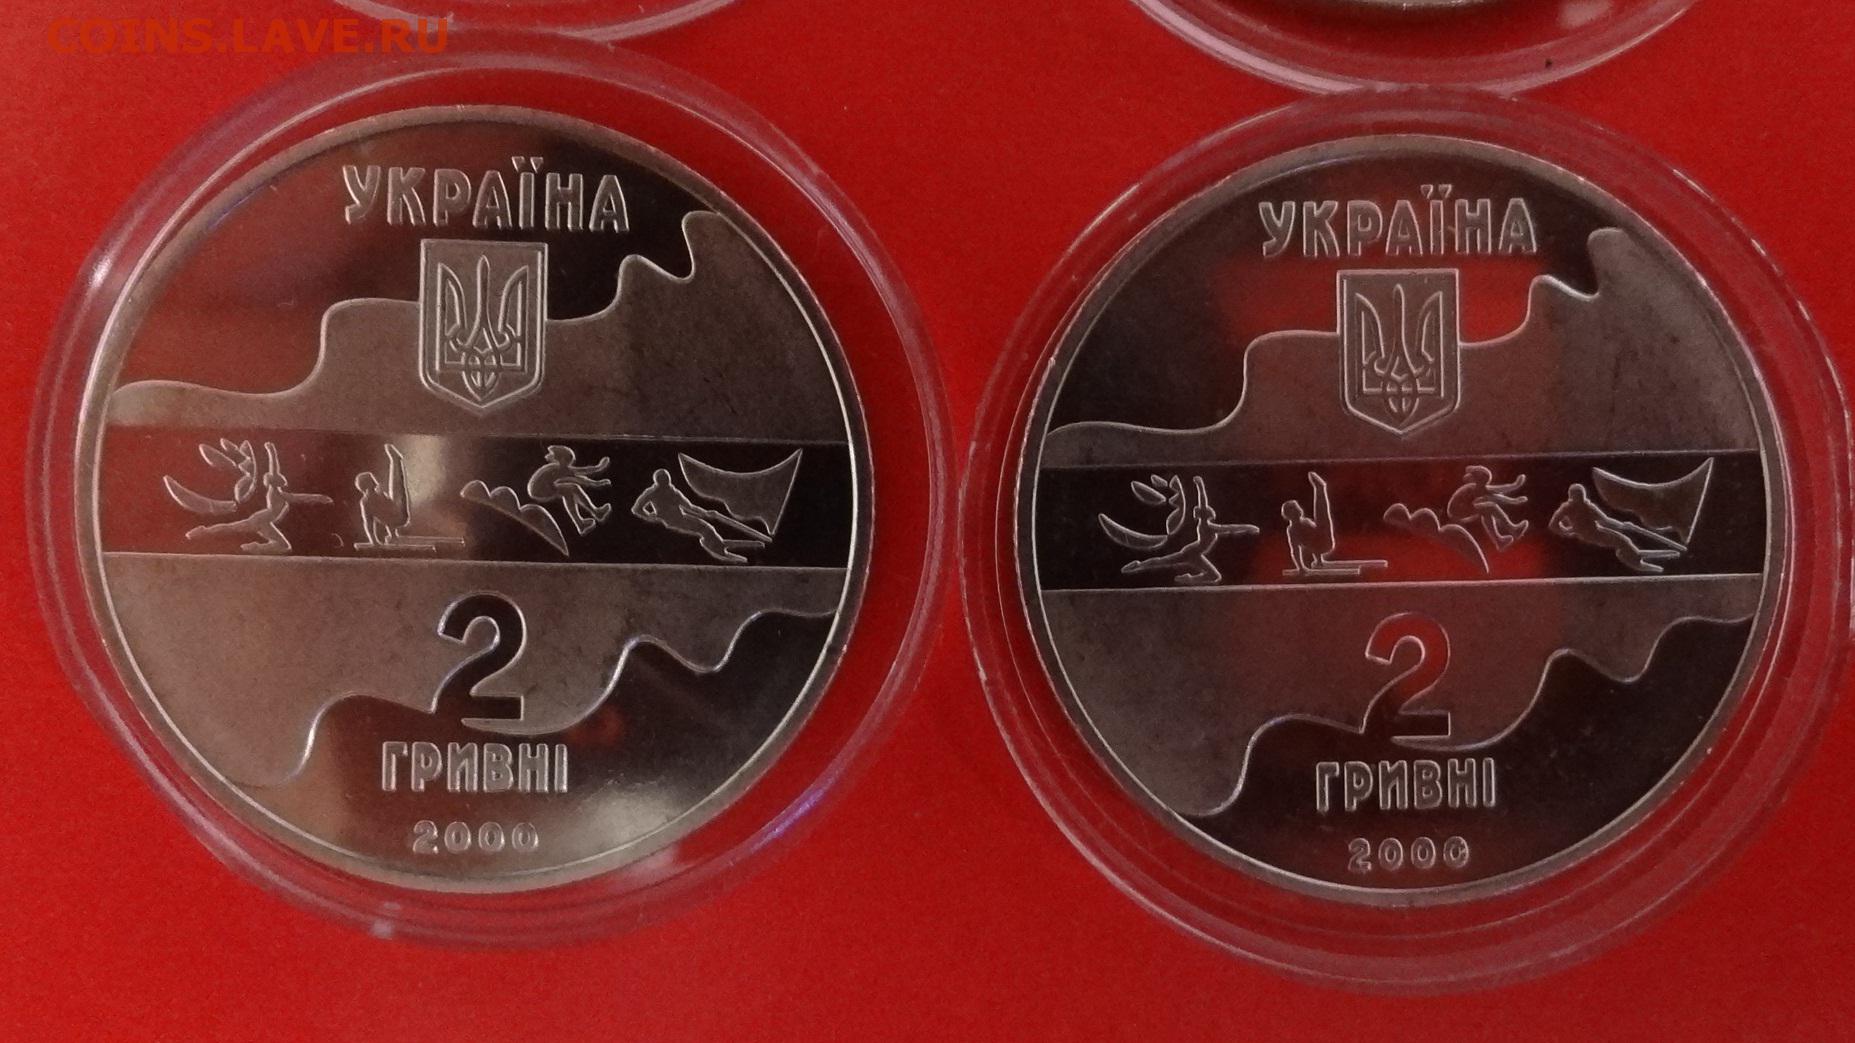 COINS.LAVE.RU
УКРАЇНА
2
ГРИВНІ
2000
УКРАЇНА
2
ГРИВНІ
2000